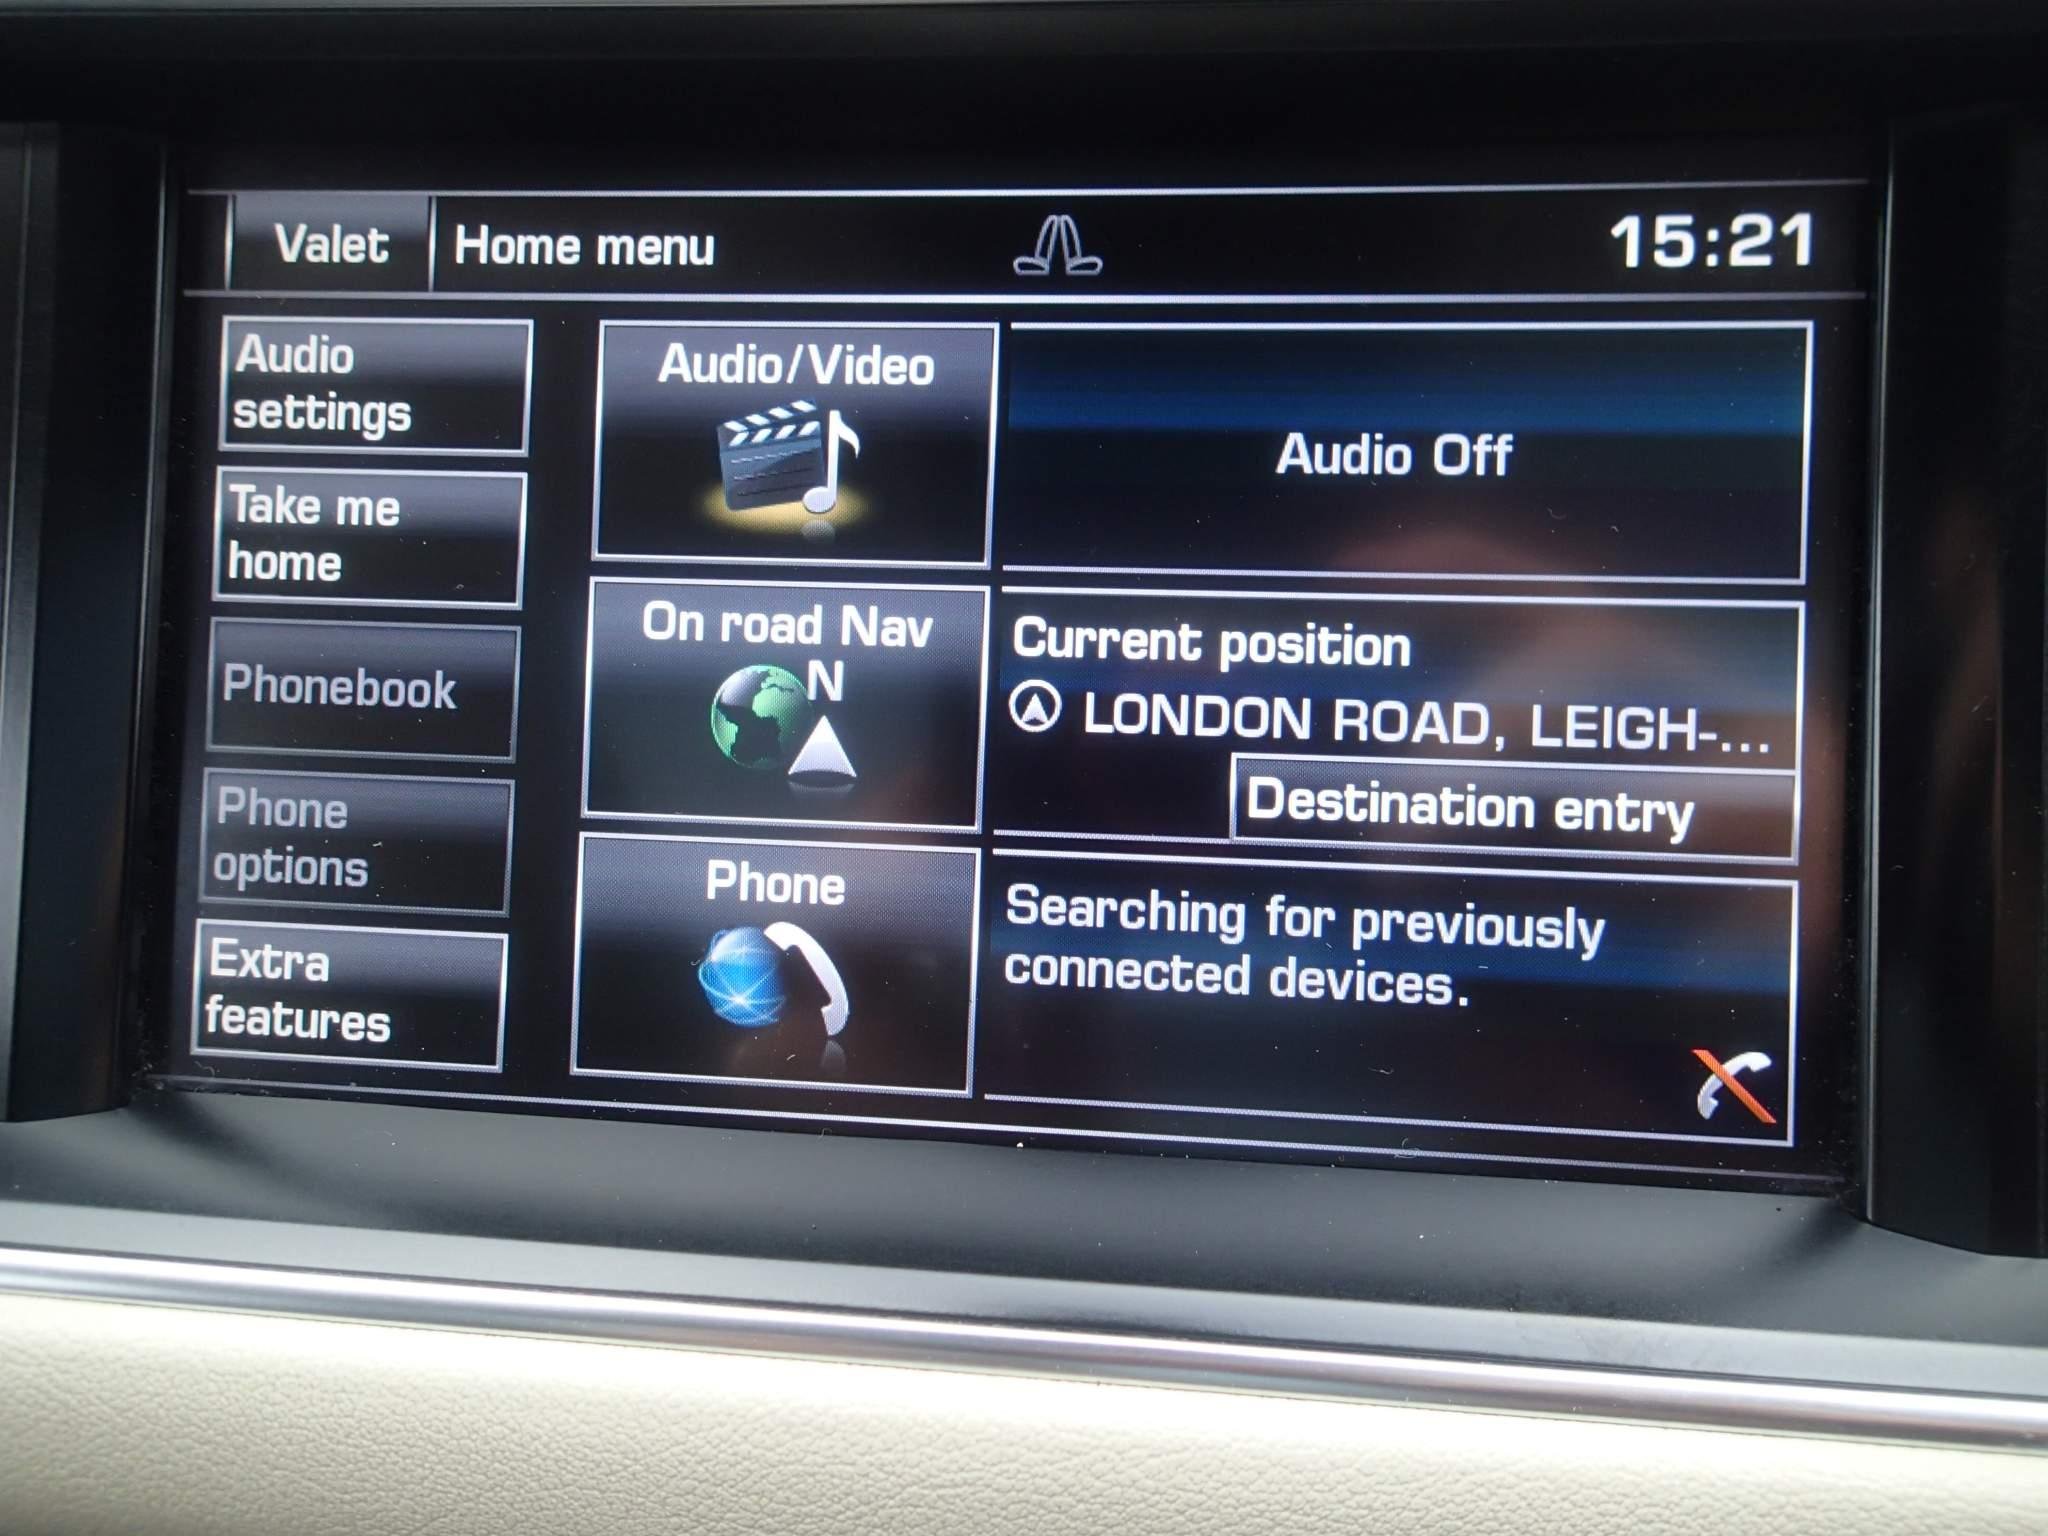 Valet
Home menu
15:21
Audio
settings
Take me
home
Phonebook
Phone
options
Extra
features
Audio/Video
Audio Off
On road Nav
N
Current position
LONDON ROAD, LEIGH-...
Destination entry
Phone
Searching for previously
connected devices.